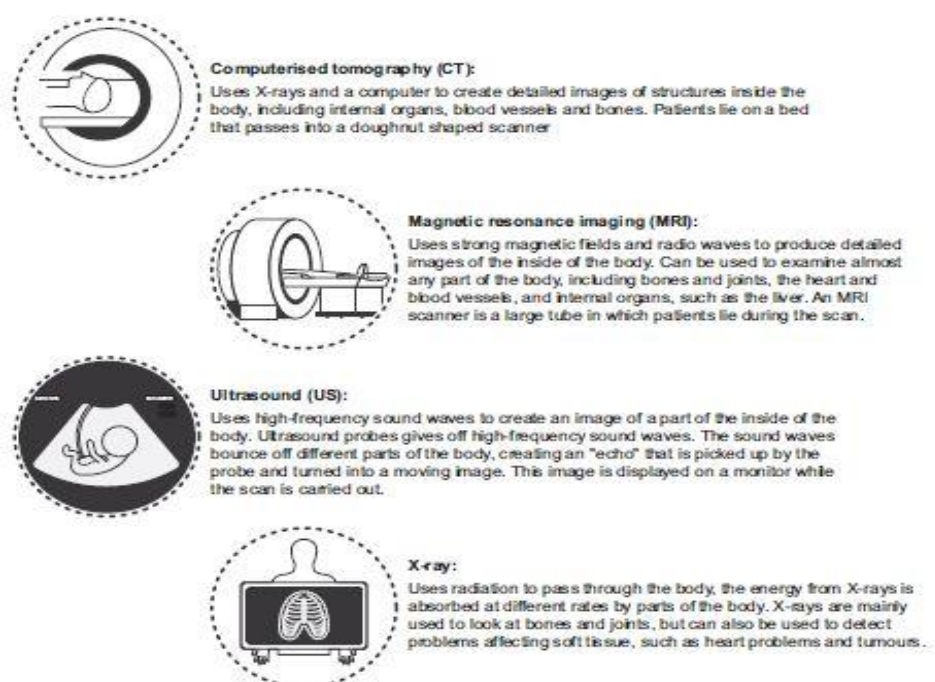 Computerised tomography (CT):
Uses X-rays and a computer to create detailed images of structures inside the
body, including internal organs, blood vessels and bones. Patients lie on a bed
that passes into a doughnut shaped scanner
Magnetic resonance imaging (MRI):
Uses strong magnetic fields and radio waves to produce detailed
images of the inside of the body. Can be used to examine almost
any part of the body, including bones and joints, the heart and
blood vessels, and internal organs, such as the liver. An MRI
scanner is a large tube in which patients lie during the scan.
Ultrasound (US):
Uses high-frequency sound waves to create an image of a part of the inside of the
body. Ultrasound probes gives off high-frequency sound waves. The sound waves
bounce off different parts of the body, creating an "echo" that is picked up by the
probe and turned into a moving image. This image is displayed on a monitor while
the scan is carried out.
X-ray:
Uses radiation to pass through the body, the energy from X-rays is
absorbed at different rates by parts of the body. X-rays are mainly
used to look at bones and joints, but can also be used to detect
problems affecting soft tissue, such as heart problems and tumours.